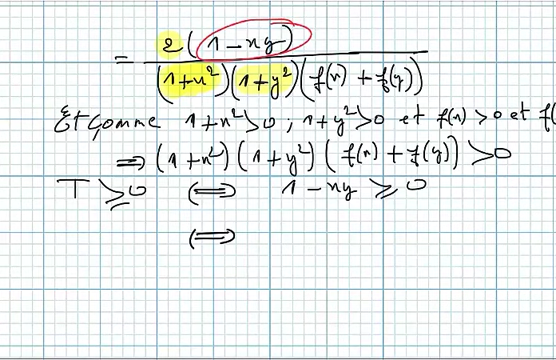 = 2(1-xy) / (1+x²)(1+y²)(f(x)+f(y))
Et comme 1+x²>0 ; 1+y²>0 et f(x)>0 et f(
⇒ (1+x²)(1+y²)(f(x)+f(y))>0
T⩾0 ⇔ 1-xy ⩾ 0
⇔